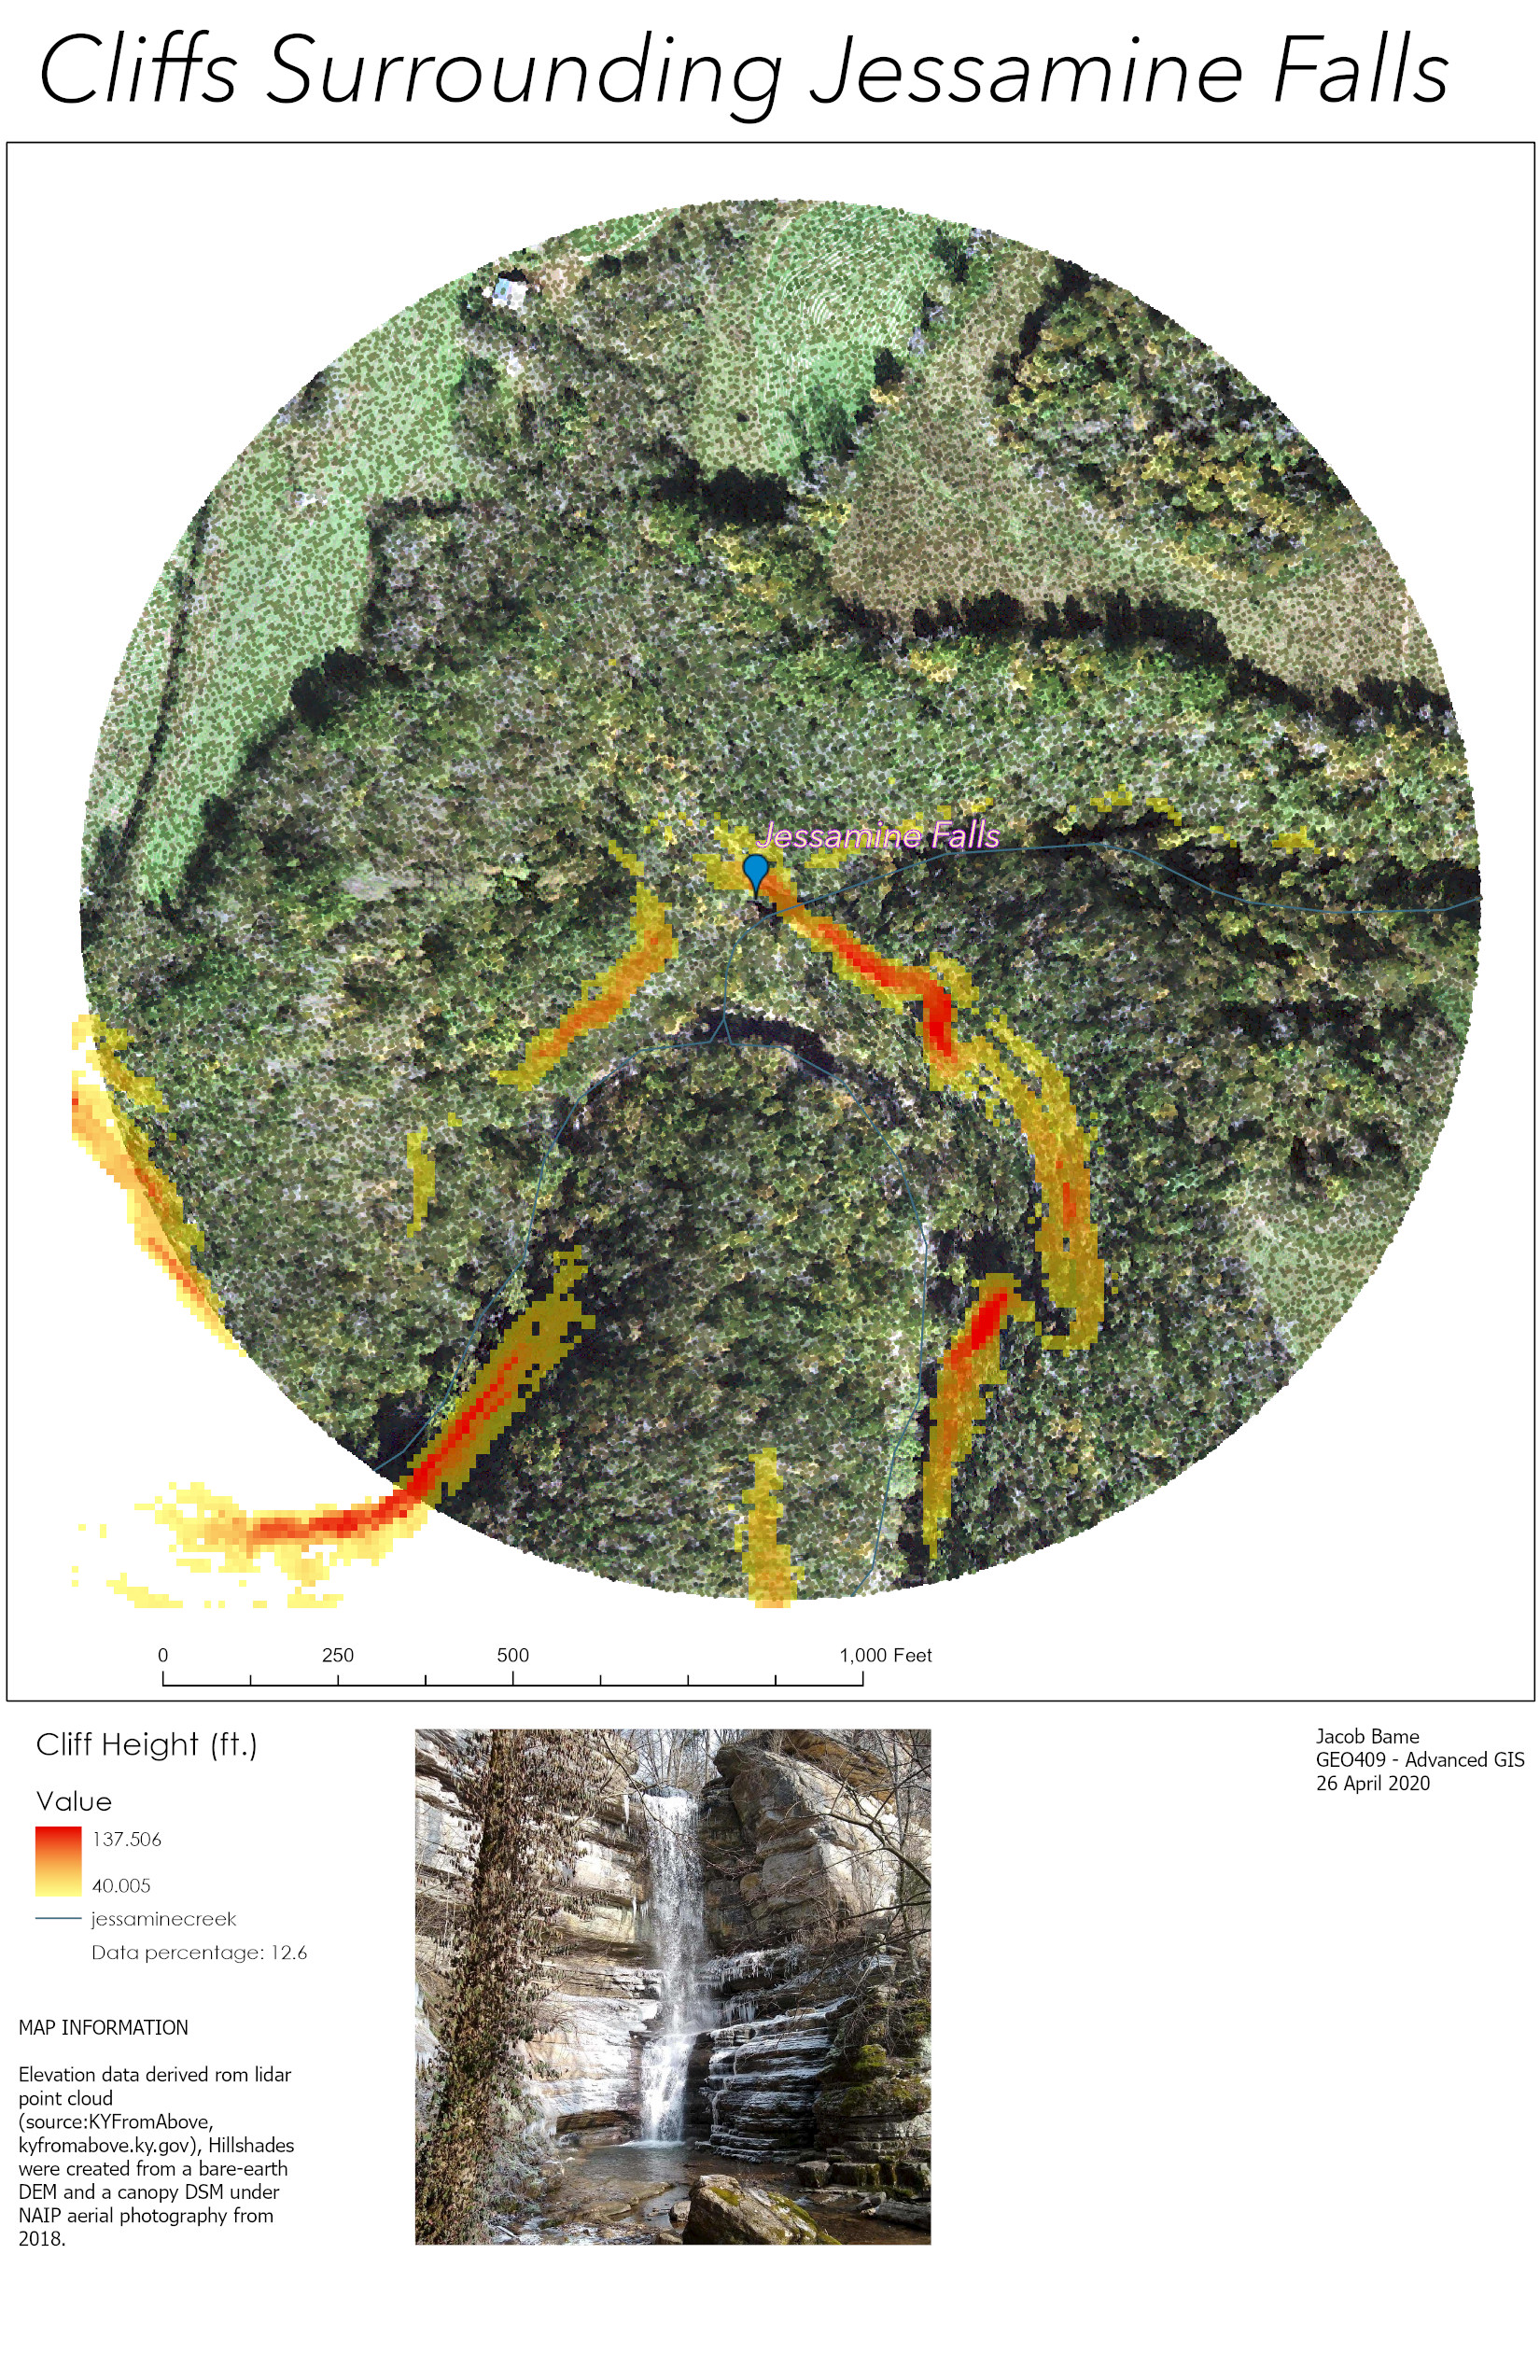 Cliffs Surrounding Jessamine Falls
Jessamine Falls
0 250 500 1,000 Feet
Cliff Height (ft.)
Value
137.506
40.005
jessaminecreek
Data percentage: 12.6
MAP INFORMATION
Elevation data derived rom lidar
point cloud
(source:KYFromAbove,
kyfromabove.ky.gov), Hillshades
were created from a bare-earth
DEM and a canopy DSM under
NAIP aerial photography from
2018.
Jacob Bame
GEO409 - Advanced GIS
26 April 2020